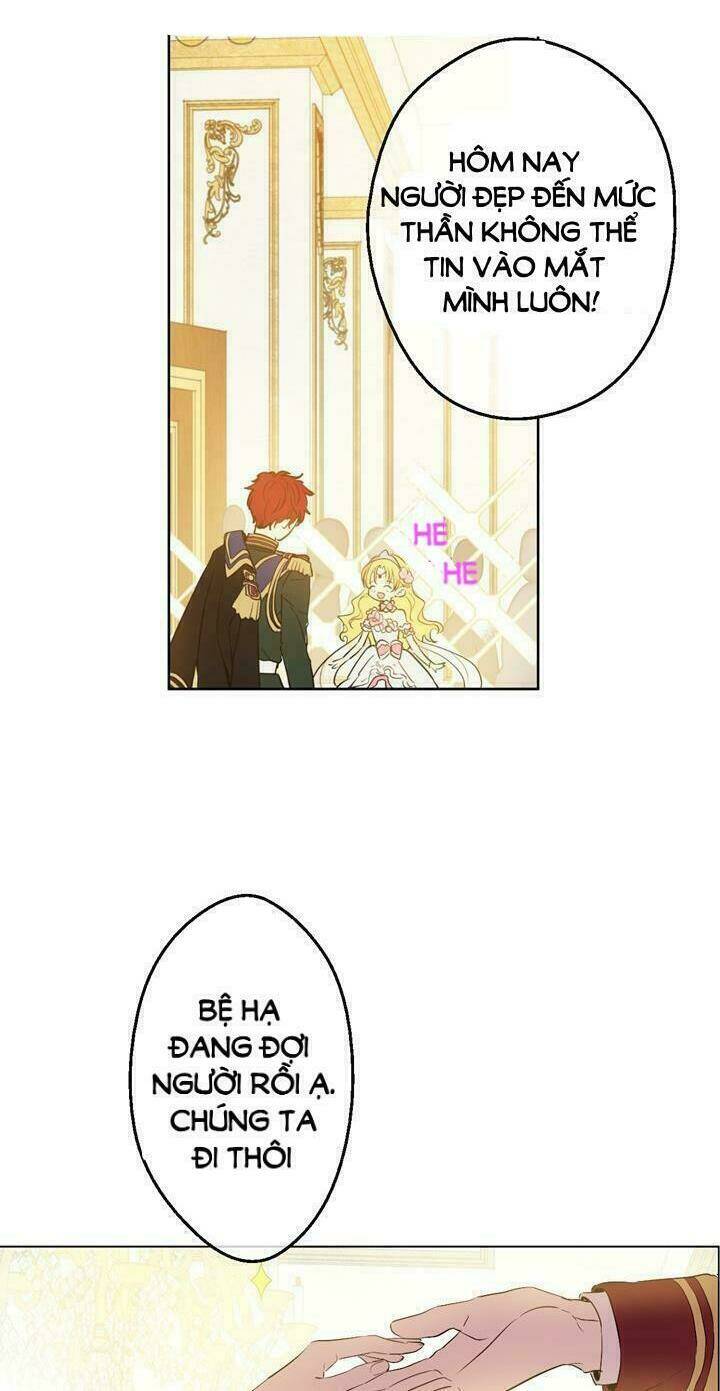 HÔM NAY
NGƯỜI ĐẸP ĐẾN MỨC
THẦN KHÔNG THỂ
TIN VÀO MẮT
MÌNH LUÔN!
HE
HE
BỆ HẠ
ĐANG ĐỢI
NGƯỜI RỒI Ạ.
CHÚNG TA
ĐI THÔI